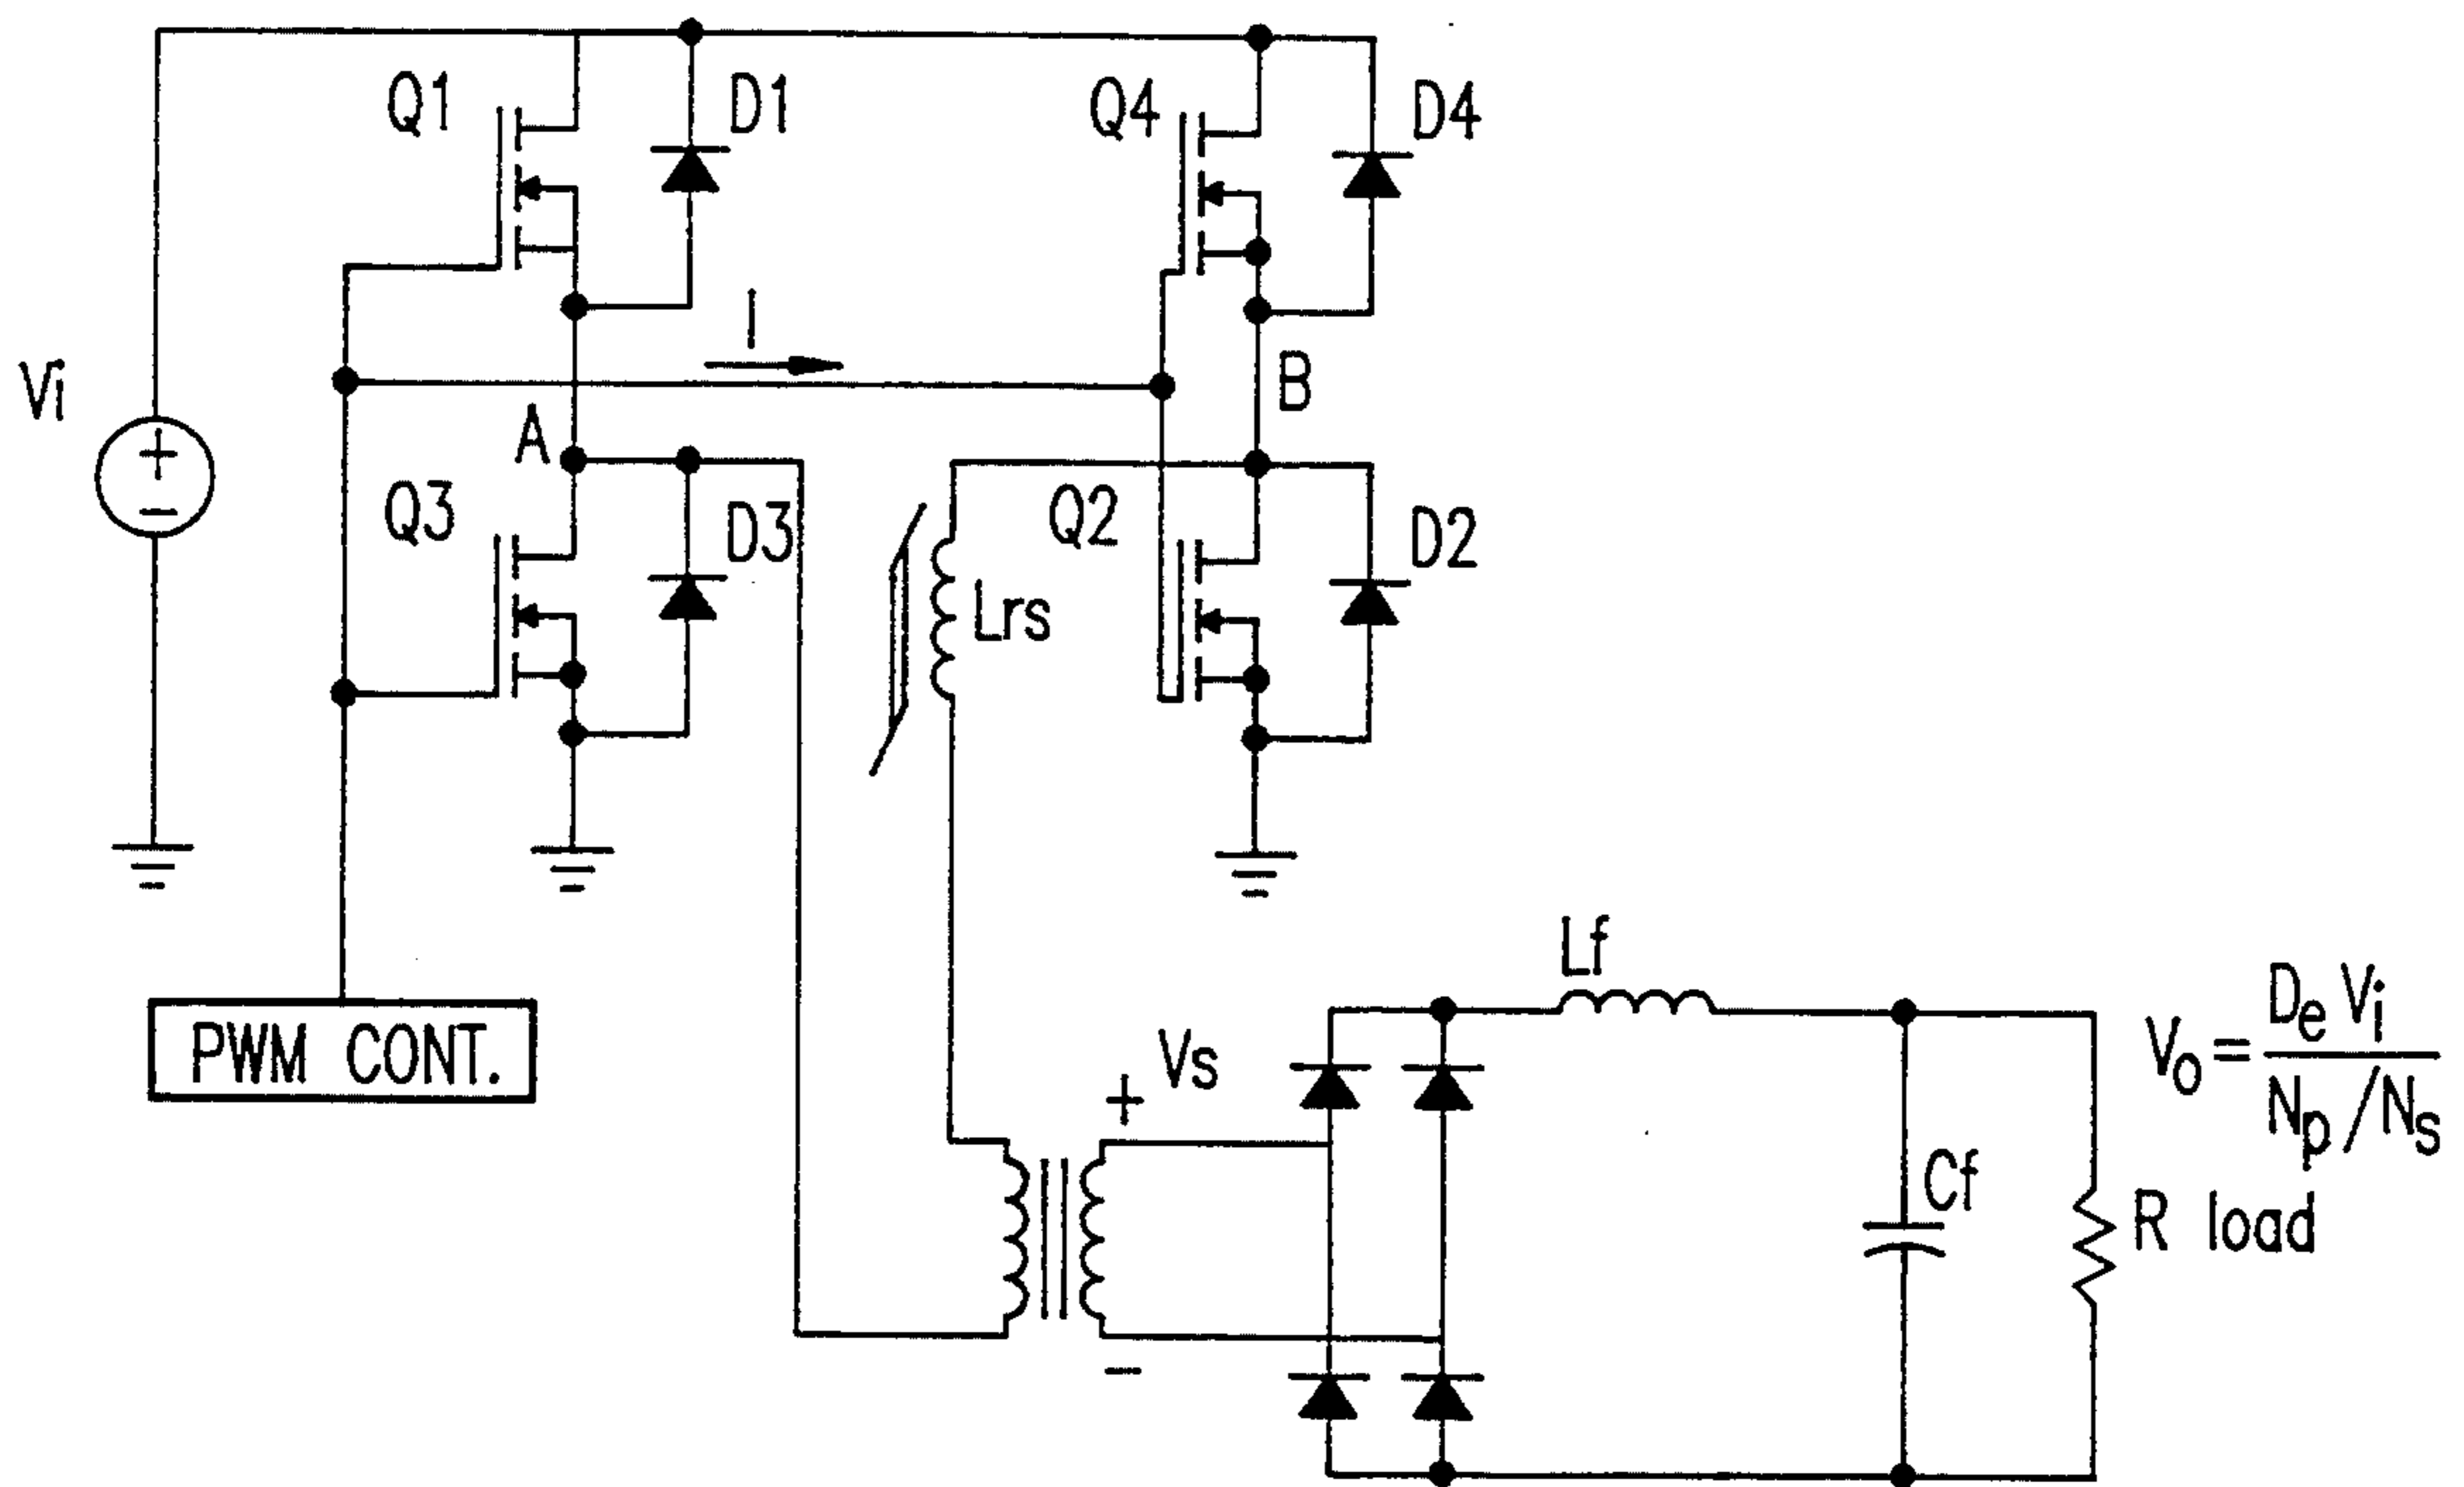 Q1
D1
Q4
D4
I
Vi
+
−
A
B
Q3
D3
Lrs
Q2
D2
PWM CONT.
Lf
+ Vs
−
Cf
R load
Vo = De Vi / Np/Ns